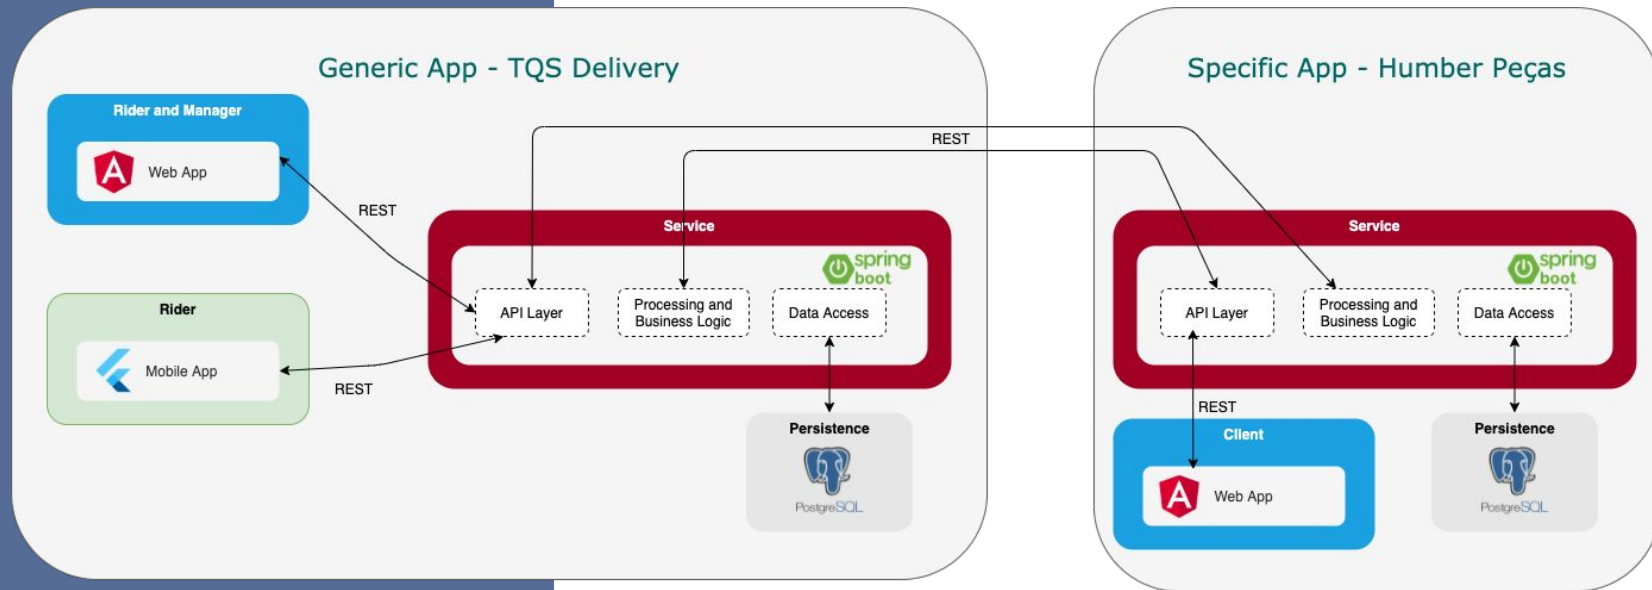 Generic App - TQS Delivery
Rider and Manager
Web App
REST
Rider
Mobile App
REST
Service
spring
boot
API Layer
Processing and
Business Logic
Data Access
Persistence
PostgreSQL
REST
Specific App - Humber Peças
Service
spring
boot
API Layer
Processing and
Business Logic
Data Access
REST
Client
Web App
Persistence
PostgreSQL